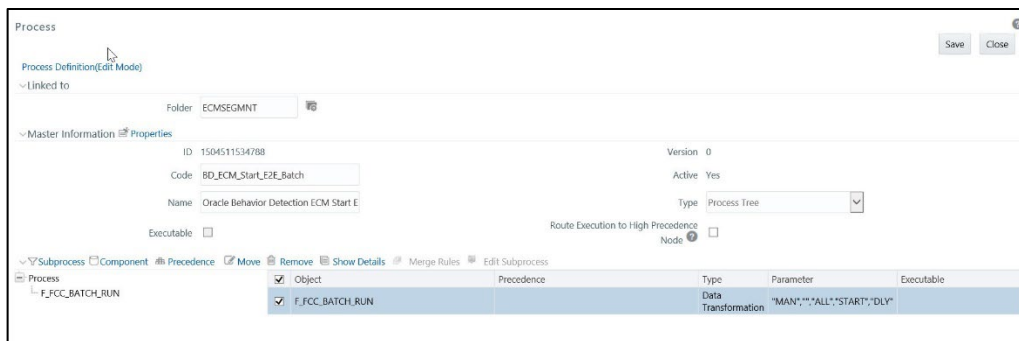 Process
Save Close
Process Definition(Edit Mode)
Linked to
Folder ECMSEGMNT
Master Information Properties
ID 1504511534788 Version 0
Code BD_ECM_Start_E2E_Batch Active Yes
Name Oracle Behavior Detection ECM Start E Type Process Tree
Executable Route Execution to High Precedence
Node
Subprocess Component Precedence Move Remove Show Details Merge Rules Edit Subprocess
Process Object Precedence Type Parameter Executable
F_FCC_BATCH_RUN F_FCC_BATCH_RUN Data Transformation "MAN","","ALL","START","DLY"